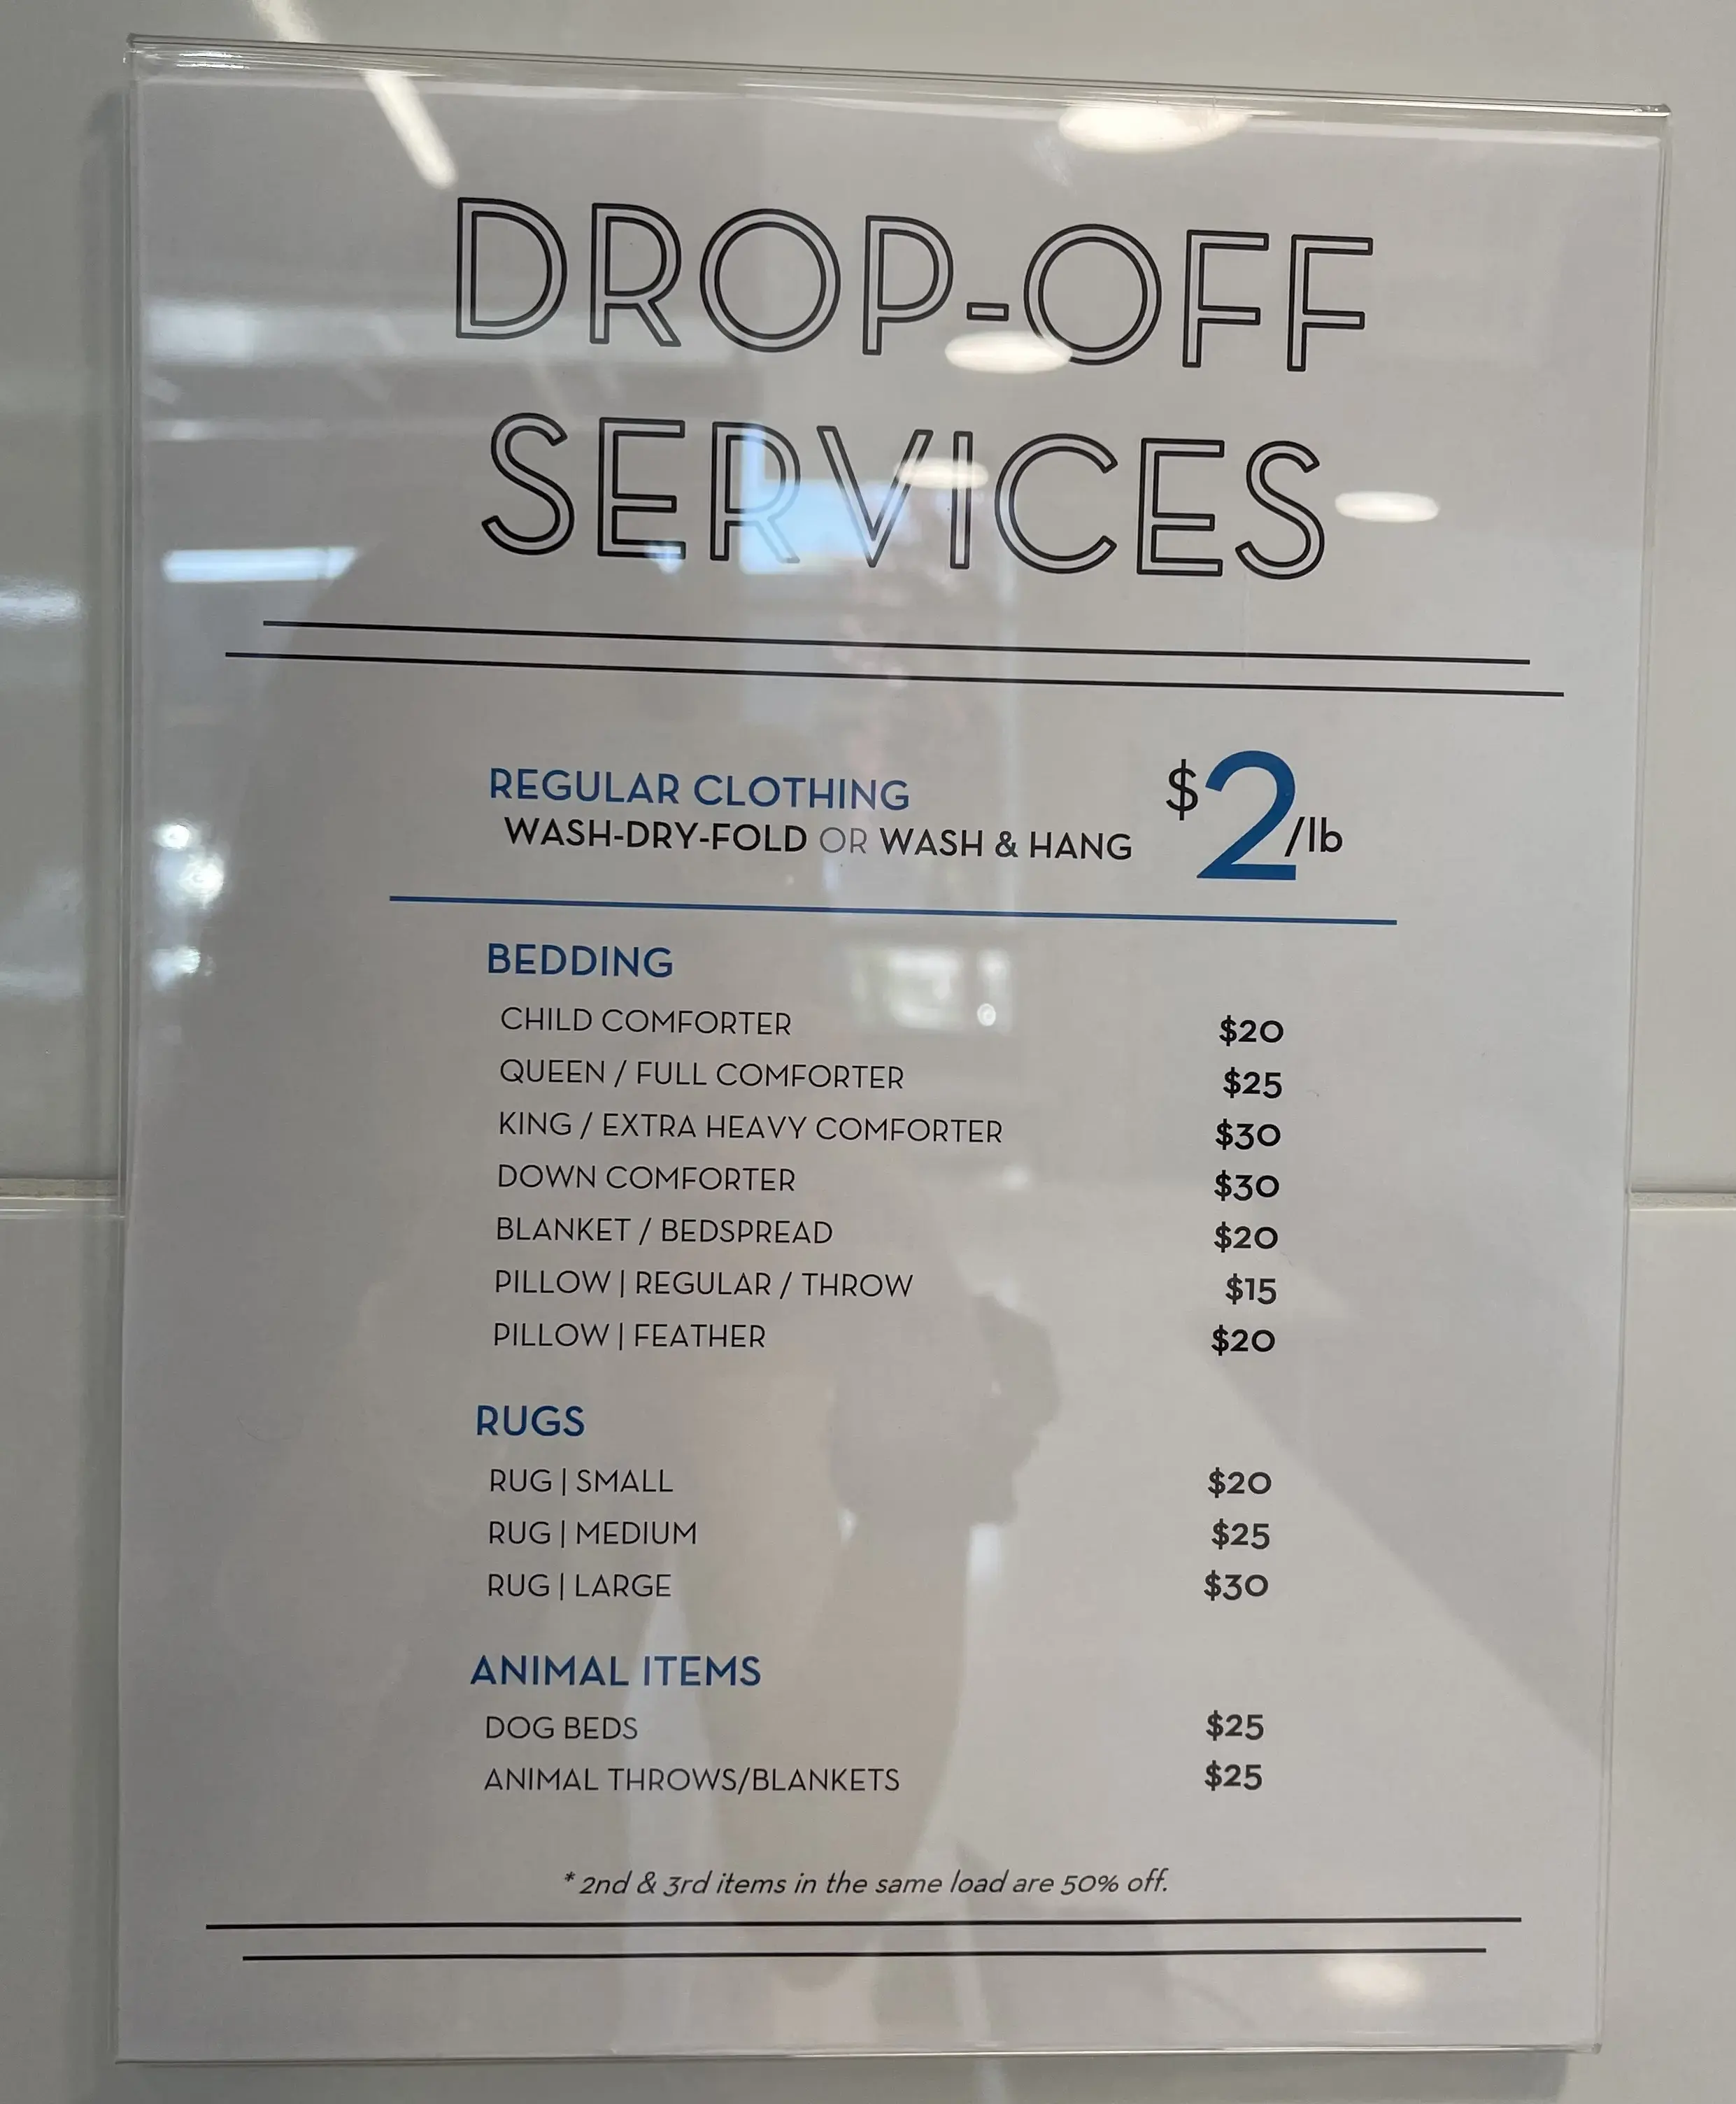 DROP-OFF
SERVICES
REGULAR CLOTHING
WASH-DRY-FOLD OR WASH & HANG $2/lb
BEDDING
CHILD COMFORTER $20
QUEEN / FULL COMFORTER $25
KING / EXTRA HEAVY COMFORTER $30
DOWN COMFORTER $30
BLANKET / BEDSPREAD $20
PILLOW | REGULAR / THROW $15
PILLOW | FEATHER $20
RUGS
RUG | SMALL $20
RUG | MEDIUM $25
RUG | LARGE $30
ANIMAL ITEMS
DOG BEDS $25
ANIMAL THROWS/BLANKETS $25
* 2nd & 3rd items in the same load are 50% off.